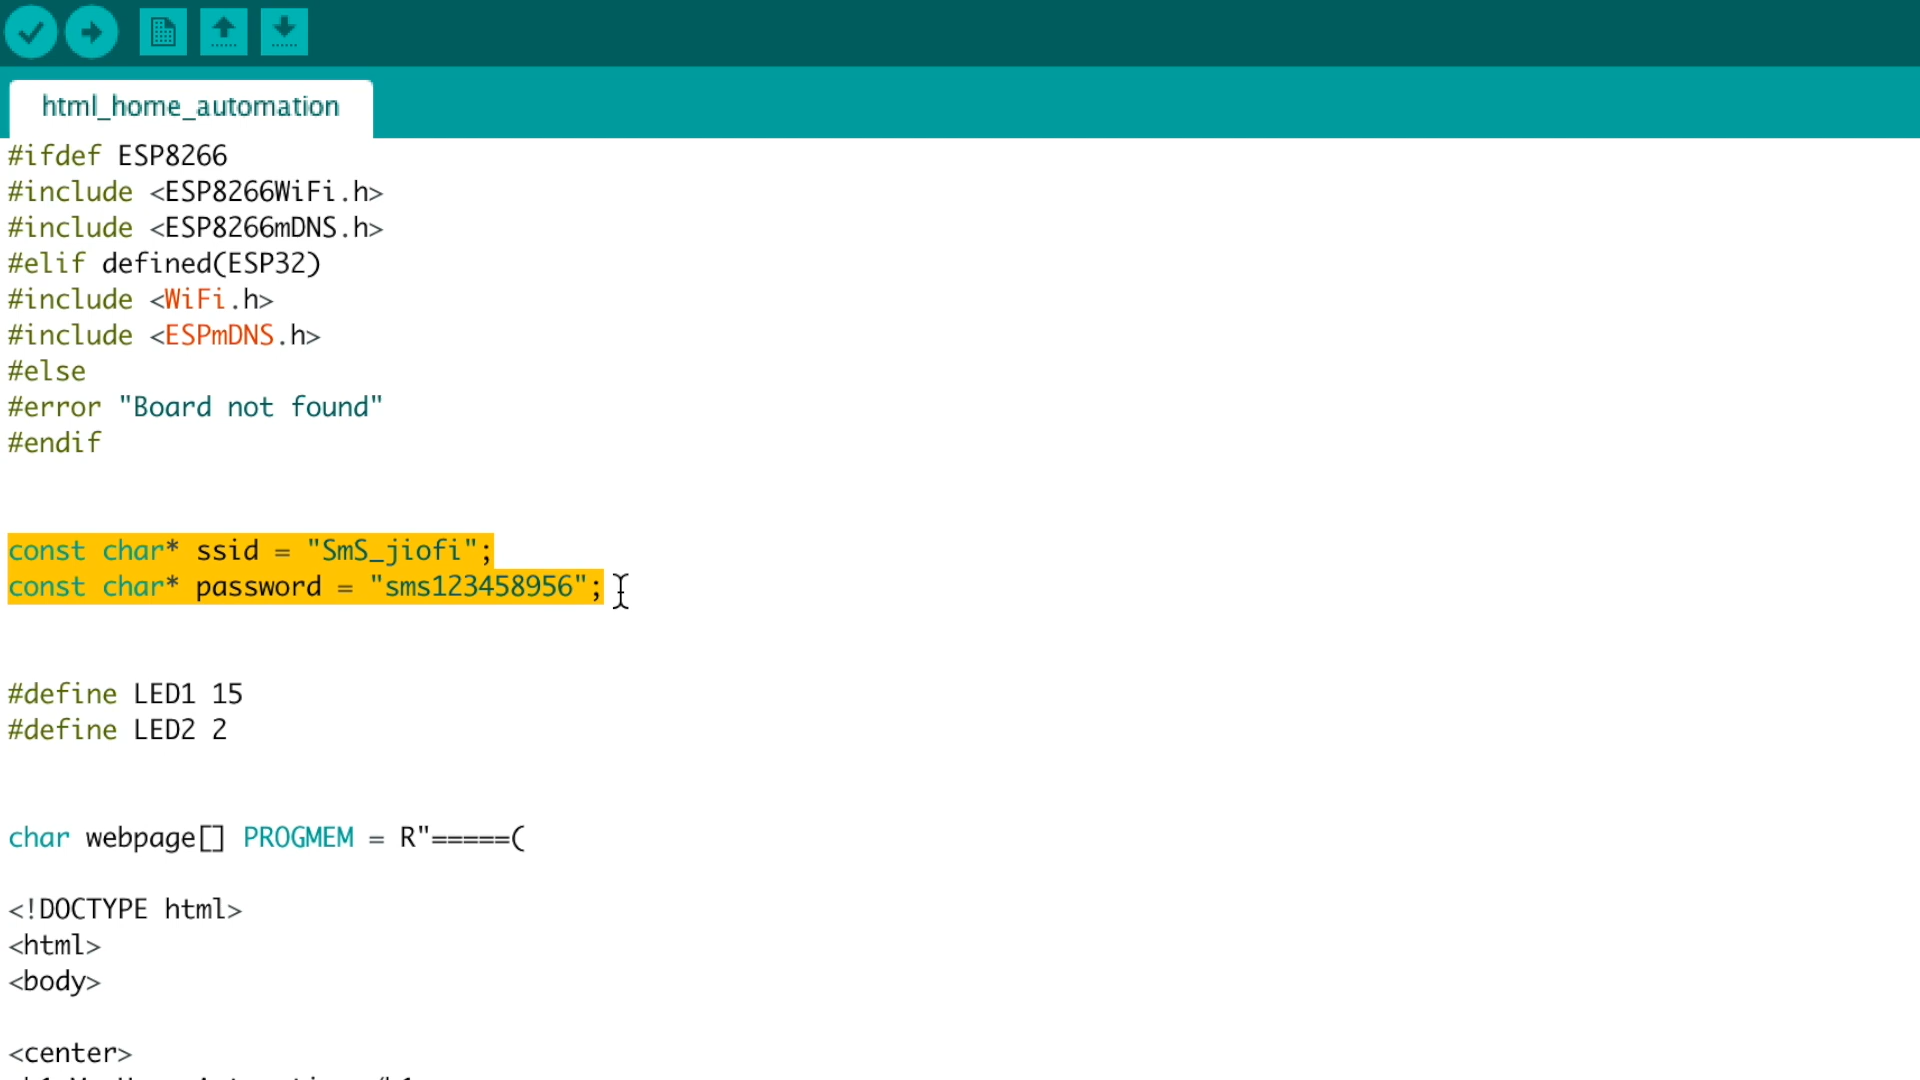 html_home_automation
#ifdef ESP8266
#include <ESP8266WiFi.h>
#include <ESP8266mDNS.h>
#elif defined(ESP32)
#include <WiFi.h>
#include <ESPmDNS.h>
#else
#error "Board not found"
#endif
const char* ssid = "SmS_jiofi";
const char* password = "sms123458956";
#define LED1 15
#define LED2 2
char webpage[] PROGMEM = R"=====(
<!DOCTYPE html>
<html>
<body>
<center>